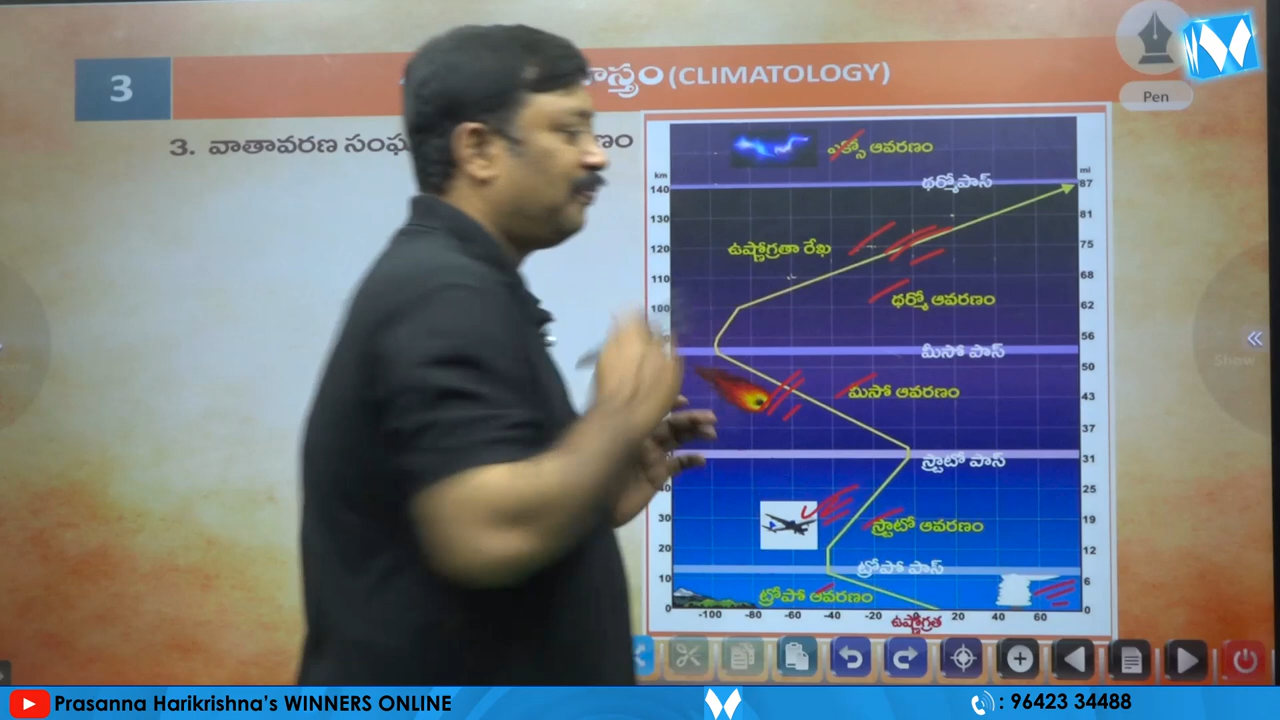 3
(CLIMATOLOGY)
Pen
3. వాతావరణ
km
ml
ఎక్సో ఆవరణం
థర్మోపాస్
140
87
130
81
ఉష్ణోగ్రతా రేఖ
120
75
110
68
థర్మో ఆవరణం
100
62
56
మీసో పాస్
50
మిసో ఆవరణం
43
37
స్ట్రాటో పాస్
31
25
30
స్ట్రాటో ఆవరణం
19
20
12
ట్రోపో పాస్
10
6
ట్రోపో ఆవరణం
0
0
-100 -80 -60 -40 -20 20 40 60
ఉష్ణోగ్రత
Show
Prasanna Harikrishna's WINNERS ONLINE
: 96423 34488